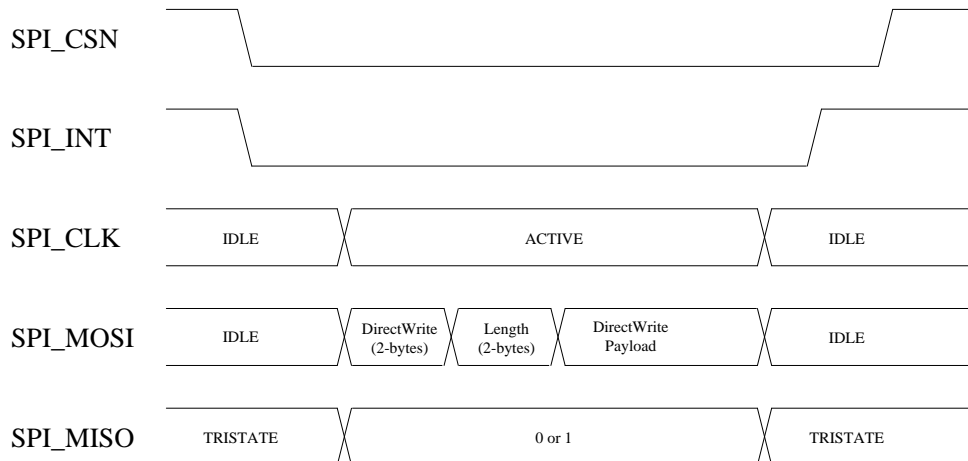 SPI_CSN
SPI_INT
SPI_CLK
IDLE
ACTIVE
IDLE
SPI_MOSI
IDLE
DirectWrite
(2-bytes)
Length
(2-bytes)
DirectWrite
Payload
IDLE
SPI_MISO
TRISTATE
0 or 1
TRISTATE